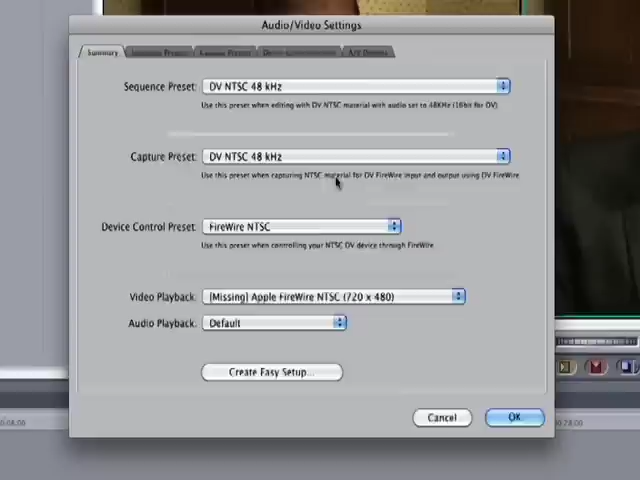 Audio/Video Settings
Summary
Sequence Preset: DV NTSC 48 kHz
Use this preset when editing with DV NTSC material with audio set to 48KHz (16bit for DV)
Capture Preset: DV NTSC 48 kHz
Use this preset when capturing NTSC material for DV FireWire input and output using DV FireWire
Device Control Preset: FireWire NTSC
Use this preset when controlling your NTSC DV device through FireWire
Video Playback: [Missing] Apple FireWire NTSC (720 x 480)
Audio Playback: Default
Create Easy Setup...
Cancel OK